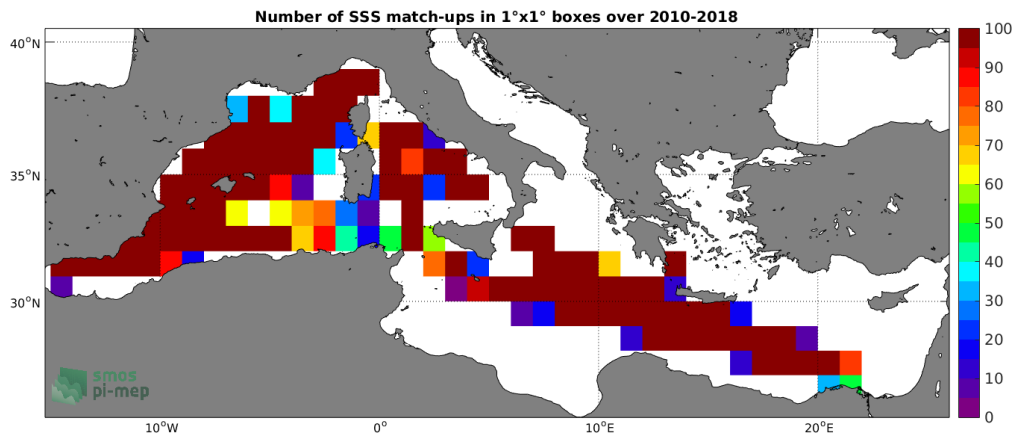 Number of SSS match-ups in 1°x1° boxes over 2010-2018
40°N
35°N
30°N
10°W
0°
10°E
20°E
100
90
80
70
60
50
40
30
20
10
0
smos
pi-mep